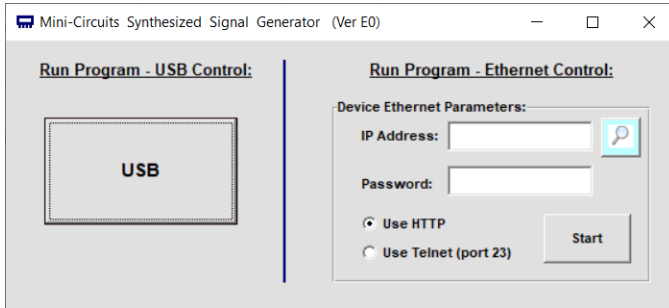 Mini-Circuits Synthesized Signal Generator (Ver E0)
Run Program - USB Control:
USB
Run Program - Ethernet Control:
Device Ethernet Parameters:
IP Address:
Password:
Use HTTP
Use Telnet (port 23)
Start